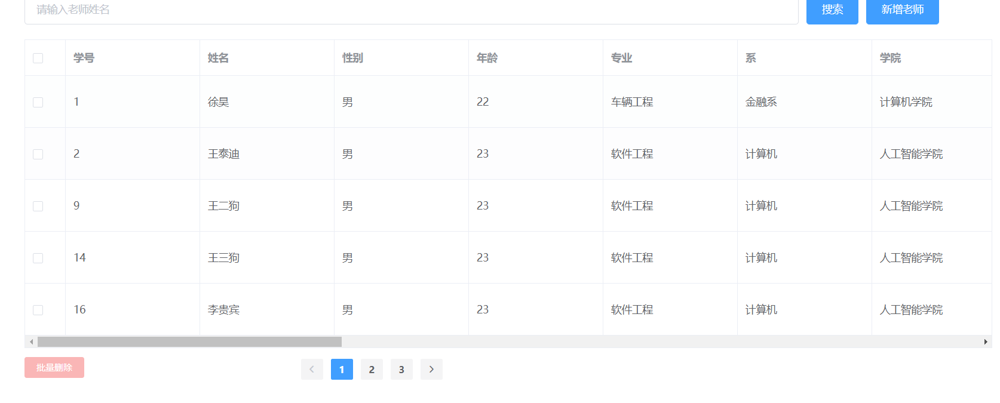 请输入老师姓名 搜索 新增老师
学号 姓名 性别 年龄 专业 系 学院
1 徐昊 男 22 车辆工程 金融系 计算机学院
2 王泰迪 男 23 软件工程 计算机 人工智能学院
9 王二狗 男 23 软件工程 计算机 人工智能学院
14 王三狗 男 23 软件工程 计算机 人工智能学院
16 李贵宾 男 23 软件工程 计算机 人工智能学院
批量删除 1 2 3